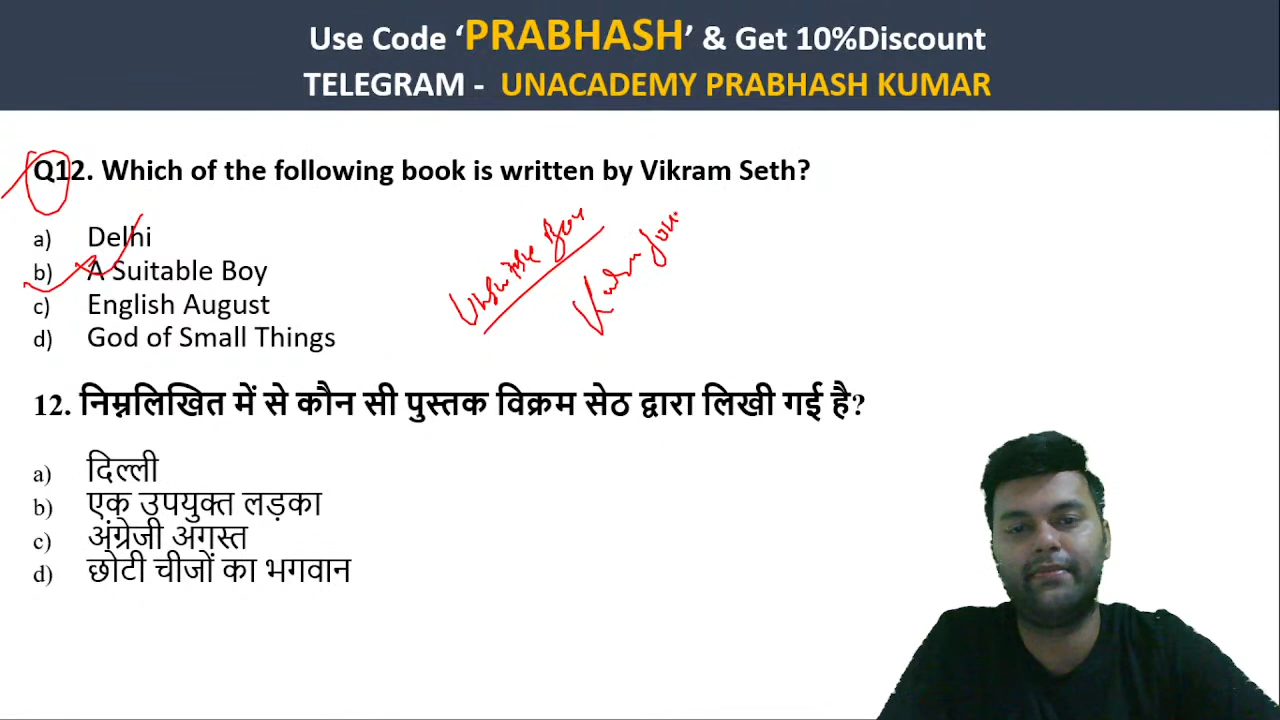 Use Code ‘PRABHASH’ & Get 10%Discount
TELEGRAM - UNACADEMY PRABHASH KUMAR
Q12. Which of the following book is written by Vikram Seth?
a) Delhi
b) A Suitable Boy
c) English August
d) God of Small Things
Unsuitable Boy
12. निम्नलिखित में से कौन सी पुस्तक विक्रम सेठ द्वारा लिखी गई है?
a) दिल्ली
b) एक उपयुक्त लड़का
c) अंग्रेजी अगस्त
d) छोटी चीजों का भगवान